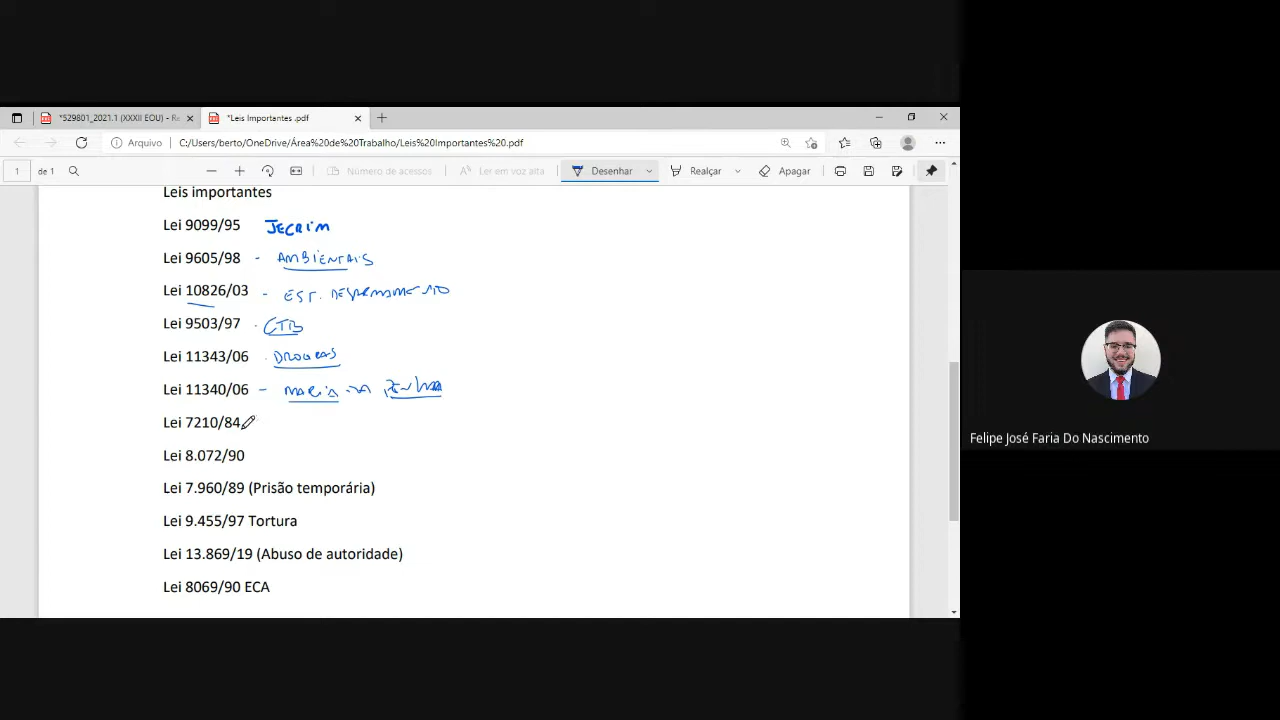 *529801_2021.1 (XXXII EOU) - Re
*Leis Importantes .pdf
Arquivo C:/Users/berto/OneDrive/Área%20de%20Trabalho/Leis%20Importantes%20.pdf
1 de 1 Número de acessos Ler em voz alta Desenhar Realçar Apagar
Leis importantes
Lei 9099/95 JECRIM
Lei 9605/98 - AMBIENTAIS
Lei 10826/03 - EST. DESARMAMENTO
Lei 9503/97 - CTB
Lei 11343/06 - DROGAS
Lei 11340/06 - MARIA DA PENHA
Lei 7210/84
Lei 8.072/90
Lei 7.960/89 (Prisão temporária)
Lei 9.455/97 Tortura
Lei 13.869/19 (Abuso de autoridade)
Lei 8069/90 ECA
Felipe José Faria Do Nascimento